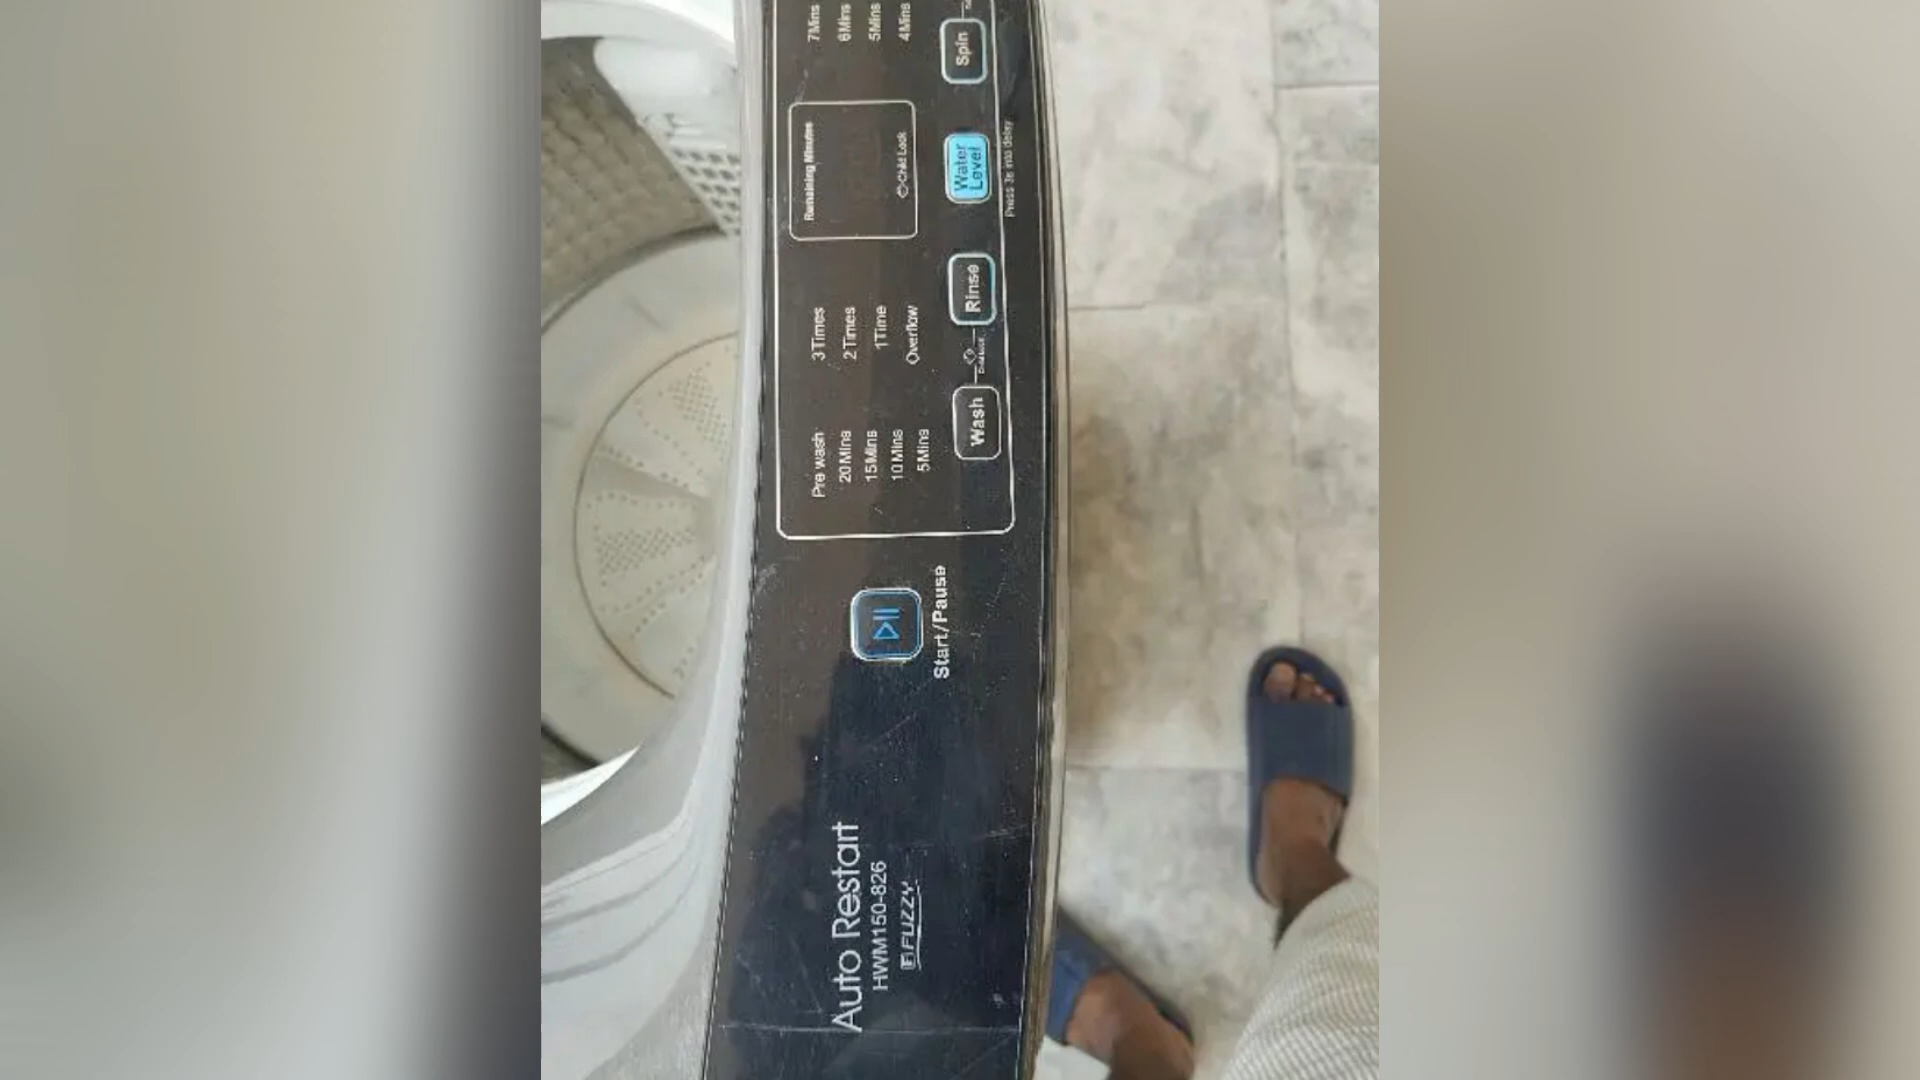 Auto Restart
HWM150-826
FUZZY
Start/Pause
Pre wash
20Mins
15Mins
10Mins
5Mins
Wash
3Times
2Times
1Time
Overflow
Rinse
Remaining Minutes
Child Lock
Water
Level
Press 3s into delay
7Mins
6Mins
5Mins
4Mins
Spin